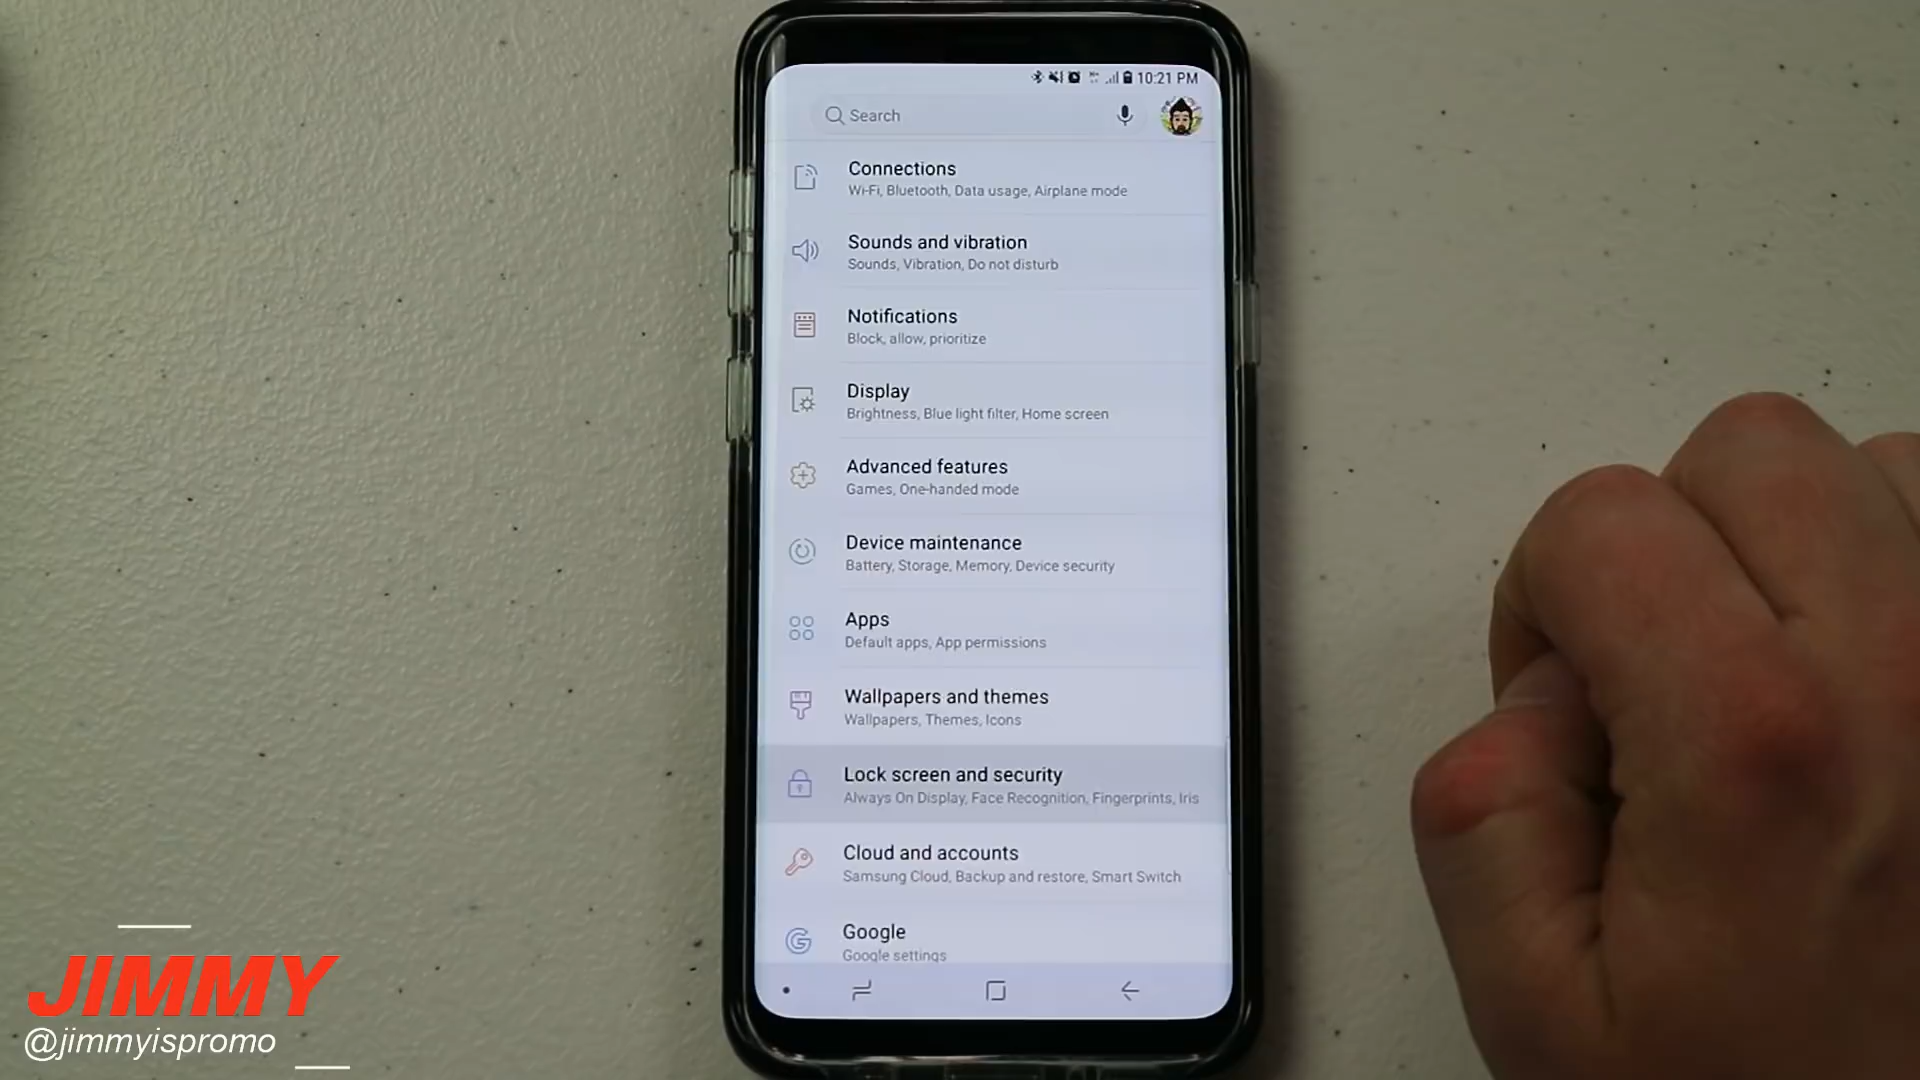 10:21 PM
Search
Connections
Wi-Fi, Bluetooth, Data usage, Airplane mode
Sounds and vibration
Sounds, Vibration, Do not disturb
Notifications
Block, allow, prioritize
Display
Brightness, Blue light filter, Home screen
Advanced features
Games, One-handed mode
Device maintenance
Battery, Storage, Memory, Device security
Apps
Default apps, App permissions
Wallpapers and themes
Wallpapers, Themes, Icons
Lock screen and security
Always On Display, Face Recognition, Fingerprints, Iris
Cloud and accounts
Samsung Cloud, Backup and restore, Smart Switch
Google
Google settings
JIMMY
@jimmyispromo